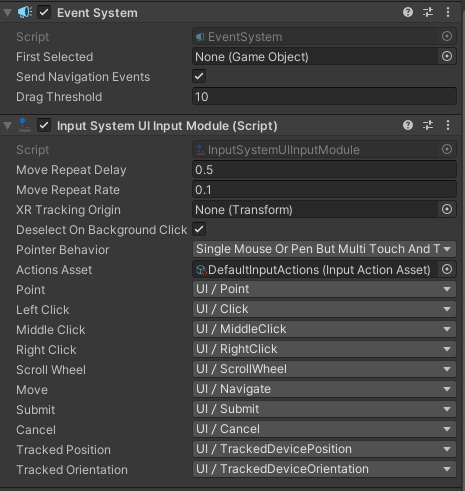 Event System
Script EventSystem
First Selected None (Game Object)
Send Navigation Events
Drag Threshold 10
Input System UI Input Module (Script)
Script InputSystemUIInputModule
Move Repeat Delay 0.5
Move Repeat Rate 0.1
XR Tracking Origin None (Transform)
Deselect On Background Click
Pointer Behavior Single Mouse Or Pen But Multi Touch And T
Actions Asset DefaultInputActions (Input Action Asset)
Point UI / Point
Left Click UI / Click
Middle Click UI / MiddleClick
Right Click UI / RightClick
Scroll Wheel UI / ScrollWheel
Move UI / Navigate
Submit UI / Submit
Cancel UI / Cancel
Tracked Position UI / TrackedDevicePosition
Tracked Orientation UI / TrackedDeviceOrientation